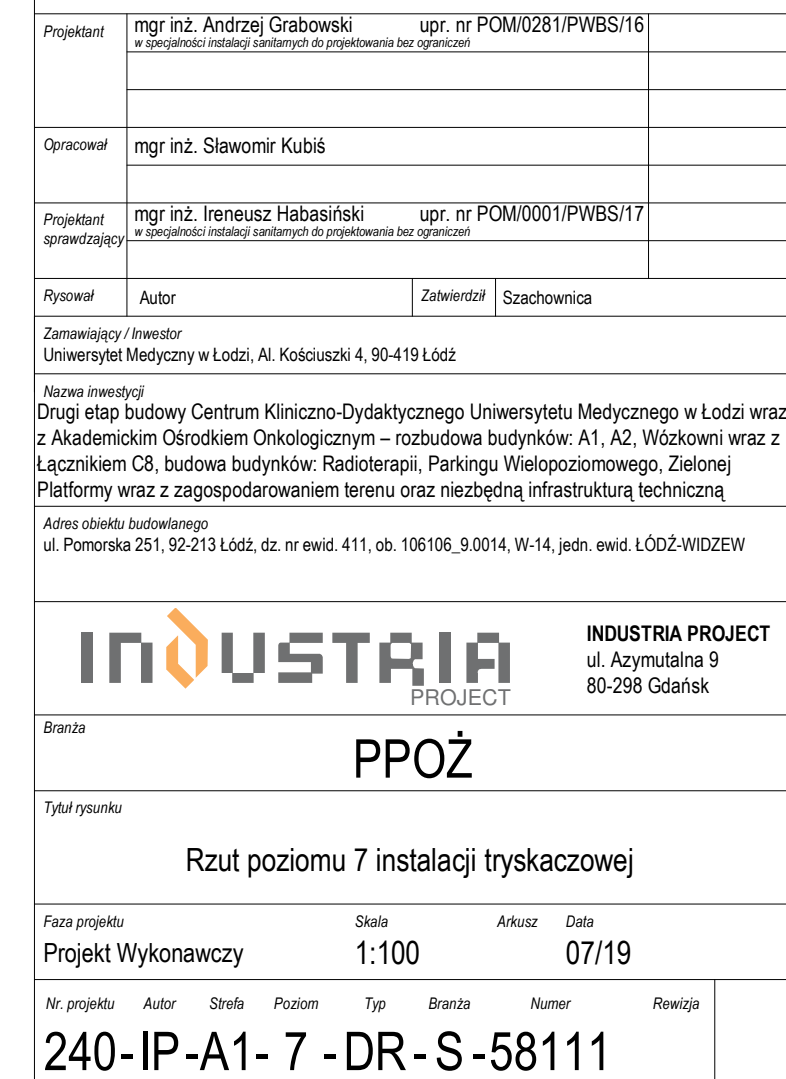 Projektant
mgr inż. Andrzej Grabowski upr. nr POM/0281/PWBS/16
w specjalności instalacji sanitarnych do projektowania bez ograniczeń
Opracował
mgr inż. Sławomir Kubiś
Projektant
sprawdzający
mgr inż. Ireneusz Habasiński upr. nr POM/0001/PWBS/17
w specjalności instalacji sanitarnych do projektowania bez ograniczeń
Rysował Autor Zatwierdził Szachownica
Zamawiający / Inwestor
Uniwersytet Medyczny w Łodzi, Al. Kościuszki 4, 90-419 Łódź
Nazwa inwestycji
Drugi etap budowy Centrum Kliniczno-Dydaktycznego Uniwersytetu Medycznego w Łodzi wraz
z Akademickim Ośrodkiem Onkologicznym – rozbudowa budynków: A1, A2, Wózkowni wraz z
Łącznikiem C8, budowa budynków: Radioterapii, Parkingu Wielopoziomowego, Zielonej
Platformy wraz z zagospodarowaniem terenu oraz niezbędną infrastrukturą techniczną
Adres obiektu budowlanego
ul. Pomorska 251, 92-213 Łódź, dz. nr ewid. 411, ob. 106106_9.0014, W-14, jedn. ewid. ŁÓDŹ-WIDZEW
INDUSTRIA
PROJECT
INDUSTRIA PROJECT
ul. Azymutalna 9
80-298 Gdańsk
Branża
PPOŻ
Tytuł rysunku
Rzut poziomu 7 instalacji tryskaczowej
Faza projektu Skala Arkusz Data
Projekt Wykonawczy 1:100 07/19
Nr. projektu Autor Strefa Poziom Typ Branża Numer Rewizja
240-IP-A1- 7 -DR-S-58111